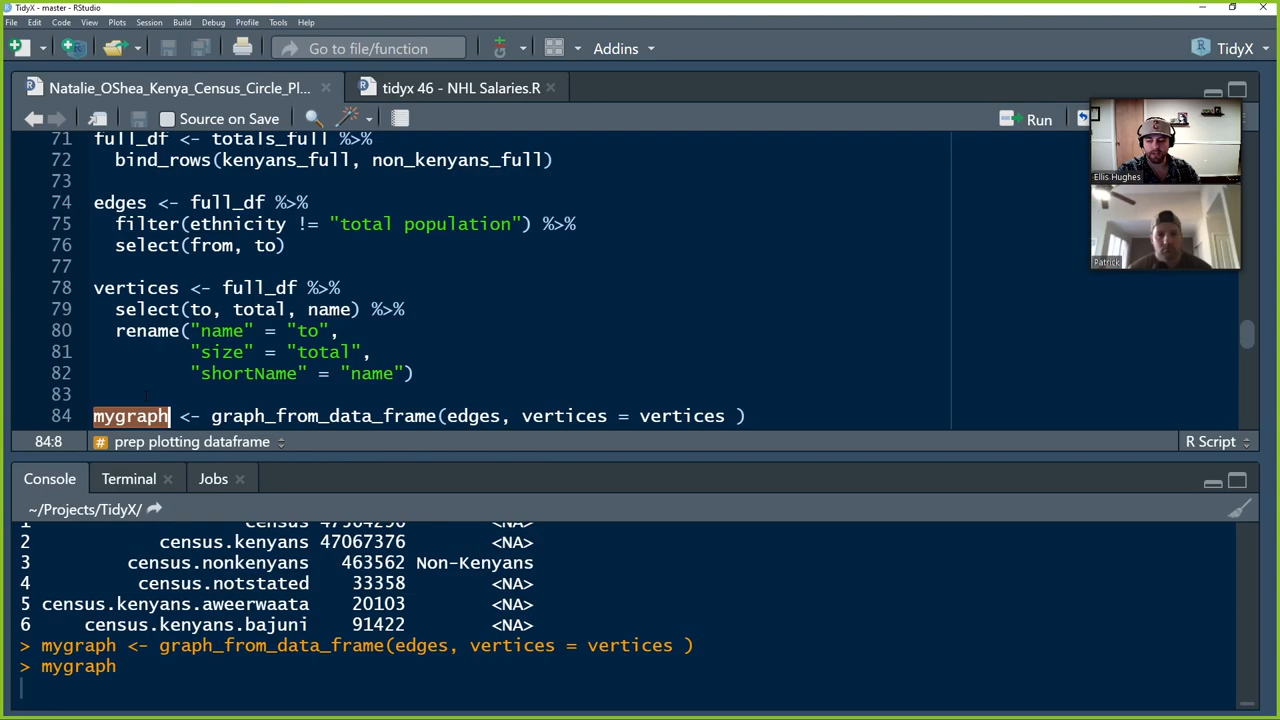 TidyX - master - RStudio
File Edit Code View Plots Session Build Debug Profile Tools Help
Go to file/function
Addins
TidyX
Natalie_OShea_Kenya_Census_Circle_Pl...
tidyx 46 - NHL Salaries.R
Source on Save
Run
71 full_df <- totals_full %>%
72 bind_rows(kenyans_full, non_kenyans_full)
73
74 edges <- full_df %>%
75 filter(ethnicity != "total population") %>%
76 select(from, to)
77
78 vertices <- full_df %>%
79 select(to, total, name) %>%
80 rename("name" = "to",
81 "size" = "total",
82 "shortName" = "name")
83
84 mygraph <- graph_from_data_frame(edges, vertices = vertices )
Ellis Hughes
Patrick
84:8 # prep plotting dataframe R Script
Console Terminal Jobs
~/Projects/TidyX/
1 census 47564296 <NA>
2 census.kenyans 47067376 <NA>
3 census.nonkenyans 463562 Non-Kenyans
4 census.notstated 33358 <NA>
5 census.kenyans.aweerwaata 20103 <NA>
6 census.kenyans.bajuni 91422 <NA>
> mygraph <- graph_from_data_frame(edges, vertices = vertices )
> mygraph